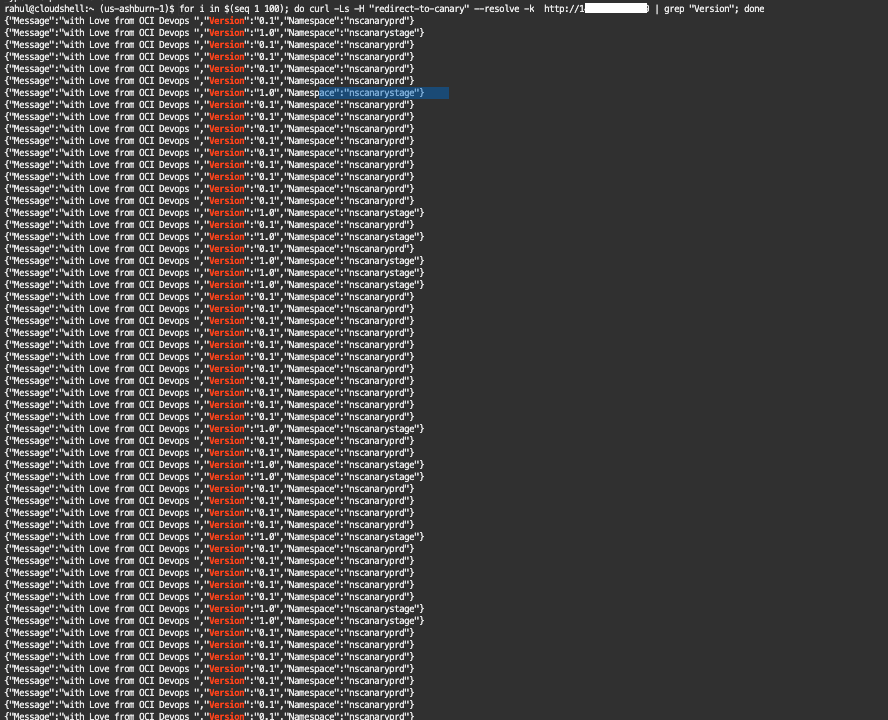 rahul@cloudshell:~ (us-ashburn-1)$ for i in $(seq 1 100); do curl -Ls -H "redirect-to-canary" --resolve -k  http://1 | grep "Version"; done
{"Message":"with Love from OCI Devops ","Version":"0.1","Namespace":"nscanaryprd"}
{"Message":"with Love from OCI Devops ","Version":"1.0","Namespace":"nscanarystage"}
{"Message":"with Love from OCI Devops ","Version":"0.1","Namespace":"nscanaryprd"}
{"Message":"with Love from OCI Devops ","Version":"0.1","Namespace":"nscanaryprd"}
{"Message":"with Love from OCI Devops ","Version":"0.1","Namespace":"nscanaryprd"}
{"Message":"with Love from OCI Devops ","Version":"0.1","Namespace":"nscanaryprd"}
{"Message":"with Love from OCI Devops ","Version":"1.0","Namespace":"nscanarystage"}
{"Message":"with Love from OCI Devops ","Version":"0.1","Namespace":"nscanaryprd"}
{"Message":"with Love from OCI Devops ","Version":"0.1","Namespace":"nscanaryprd"}
{"Message":"with Love from OCI Devops ","Version":"0.1","Namespace":"nscanaryprd"}
{"Message":"with Love from OCI Devops ","Version":"0.1","Namespace":"nscanaryprd"}
{"Message":"with Love from OCI Devops ","Version":"0.1","Namespace":"nscanaryprd"}
{"Message":"with Love from OCI Devops ","Version":"0.1","Namespace":"nscanaryprd"}
{"Message":"with Love from OCI Devops ","Version":"0.1","Namespace":"nscanaryprd"}
{"Message":"with Love from OCI Devops ","Version":"0.1","Namespace":"nscanaryprd"}
{"Message":"with Love from OCI Devops ","Version":"0.1","Namespace":"nscanaryprd"}
{"Message":"with Love from OCI Devops ","Version":"1.0","Namespace":"nscanarystage"}
{"Message":"with Love from OCI Devops ","Version":"0.1","Namespace":"nscanaryprd"}
{"Message":"with Love from OCI Devops ","Version":"1.0","Namespace":"nscanarystage"}
{"Message":"with Love from OCI Devops ","Version":"0.1","Namespace":"nscanaryprd"}
{"Message":"with Love from OCI Devops ","Version":"1.0","Namespace":"nscanarystage"}
{"Message":"with Love from OCI Devops ","Version":"1.0","Namespace":"nscanarystage"}
{"Message":"with Love from OCI Devops ","Version":"1.0","Namespace":"nscanarystage"}
{"Message":"with Love from OCI Devops ","Version":"0.1","Namespace":"nscanaryprd"}
{"Message":"with Love from OCI Devops ","Version":"0.1","Namespace":"nscanaryprd"}
{"Message":"with Love from OCI Devops ","Version":"0.1","Namespace":"nscanaryprd"}
{"Message":"with Love from OCI Devops ","Version":"0.1","Namespace":"nscanaryprd"}
{"Message":"with Love from OCI Devops ","Version":"0.1","Namespace":"nscanaryprd"}
{"Message":"with Love from OCI Devops ","Version":"0.1","Namespace":"nscanaryprd"}
{"Message":"with Love from OCI Devops ","Version":"0.1","Namespace":"nscanaryprd"}
{"Message":"with Love from OCI Devops ","Version":"0.1","Namespace":"nscanaryprd"}
{"Message":"with Love from OCI Devops ","Version":"0.1","Namespace":"nscanaryprd"}
{"Message":"with Love from OCI Devops ","Version":"0.1","Namespace":"nscanaryprd"}
{"Message":"with Love from OCI Devops ","Version":"0.1","Namespace":"nscanaryprd"}
{"Message":"with Love from OCI Devops ","Version":"1.0","Namespace":"nscanarystage"}
{"Message":"with Love from OCI Devops ","Version":"0.1","Namespace":"nscanaryprd"}
{"Message":"with Love from OCI Devops ","Version":"0.1","Namespace":"nscanaryprd"}
{"Message":"with Love from OCI Devops ","Version":"1.0","Namespace":"nscanarystage"}
{"Message":"with Love from OCI Devops ","Version":"1.0","Namespace":"nscanarystage"}
{"Message":"with Love from OCI Devops ","Version":"0.1","Namespace":"nscanaryprd"}
{"Message":"with Love from OCI Devops ","Version":"0.1","Namespace":"nscanaryprd"}
{"Message":"with Love from OCI Devops ","Version":"0.1","Namespace":"nscanaryprd"}
{"Message":"with Love from OCI Devops ","Version":"0.1","Namespace":"nscanaryprd"}
{"Message":"with Love from OCI Devops ","Version":"1.0","Namespace":"nscanarystage"}
{"Message":"with Love from OCI Devops ","Version":"0.1","Namespace":"nscanaryprd"}
{"Message":"with Love from OCI Devops ","Version":"0.1","Namespace":"nscanaryprd"}
{"Message":"with Love from OCI Devops ","Version":"0.1","Namespace":"nscanaryprd"}
{"Message":"with Love from OCI Devops ","Version":"0.1","Namespace":"nscanaryprd"}
{"Message":"with Love from OCI Devops ","Version":"0.1","Namespace":"nscanaryprd"}
{"Message":"with Love from OCI Devops ","Version":"1.0","Namespace":"nscanarystage"}
{"Message":"with Love from OCI Devops ","Version":"1.0","Namespace":"nscanarystage"}
{"Message":"with Love from OCI Devops ","Version":"0.1","Namespace":"nscanaryprd"}
{"Message":"with Love from OCI Devops ","Version":"0.1","Namespace":"nscanaryprd"}
{"Message":"with Love from OCI Devops ","Version":"0.1","Namespace":"nscanaryprd"}
{"Message":"with Love from OCI Devops ","Version":"0.1","Namespace":"nscanaryprd"}
{"Message":"with Love from OCI Devops ","Version":"0.1","Namespace":"nscanaryprd"}
{"Message":"with Love from OCI Devops ","Version":"0.1","Namespace":"nscanaryprd"}
{"Message":"with Love from OCI Devops ","Version":"0.1","Namespace":"nscanaryprd"}
{"Message":"with Love from OCI Devops ","Version":"0.1","Namespace":"nscanaryprd"}